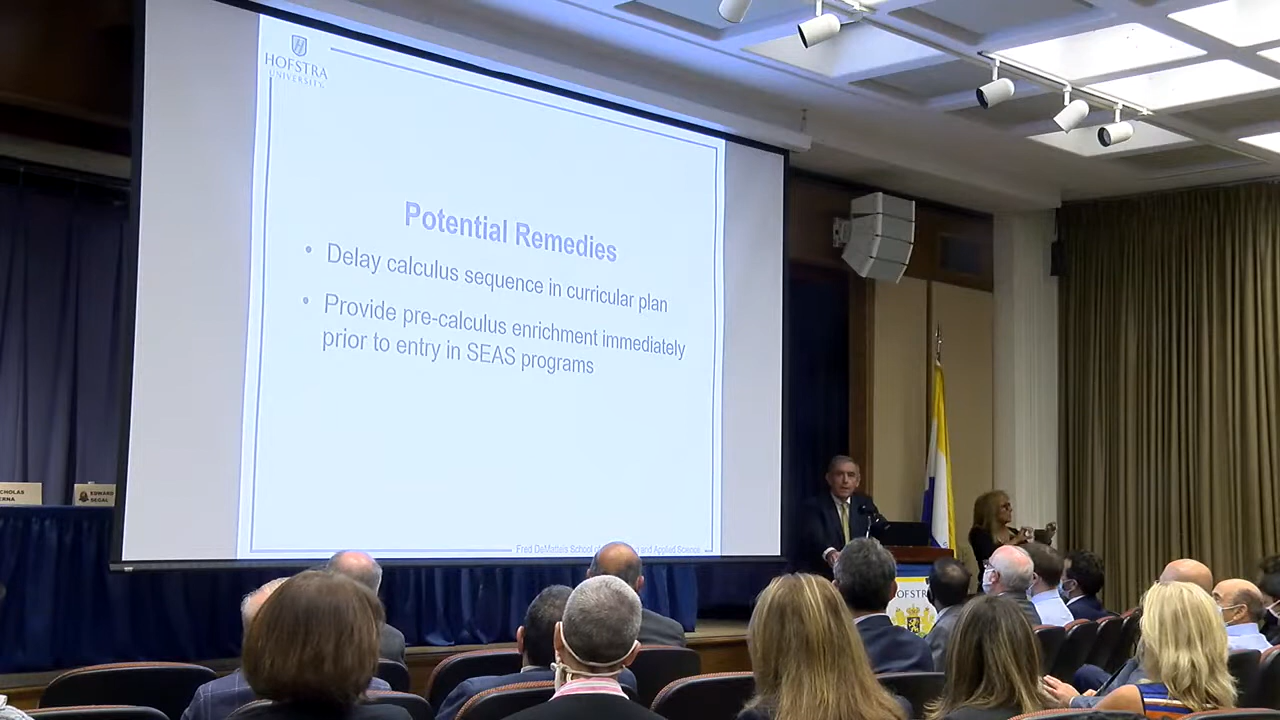 HOFSTRA
UNIVERSITY.
Potential Remedies
• Delay calculus sequence in curricular plan
• Provide pre-calculus enrichment immediately
prior to entry in SEAS programs
Fred DeMatteis School of and Applied Science
EDWARD
SEGAL
HOFSTRA